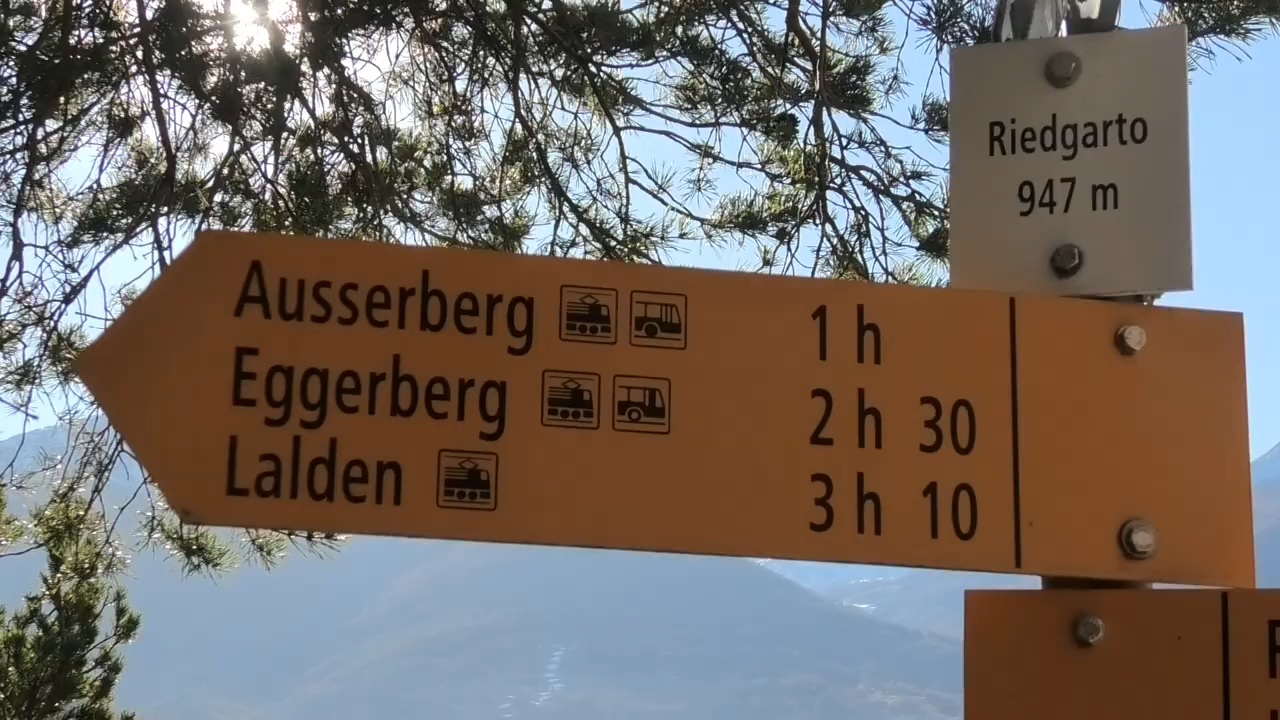 Riedgarto
947 m
Ausserberg 1 h
Eggerberg 2 h 30
Lalden 3 h 10